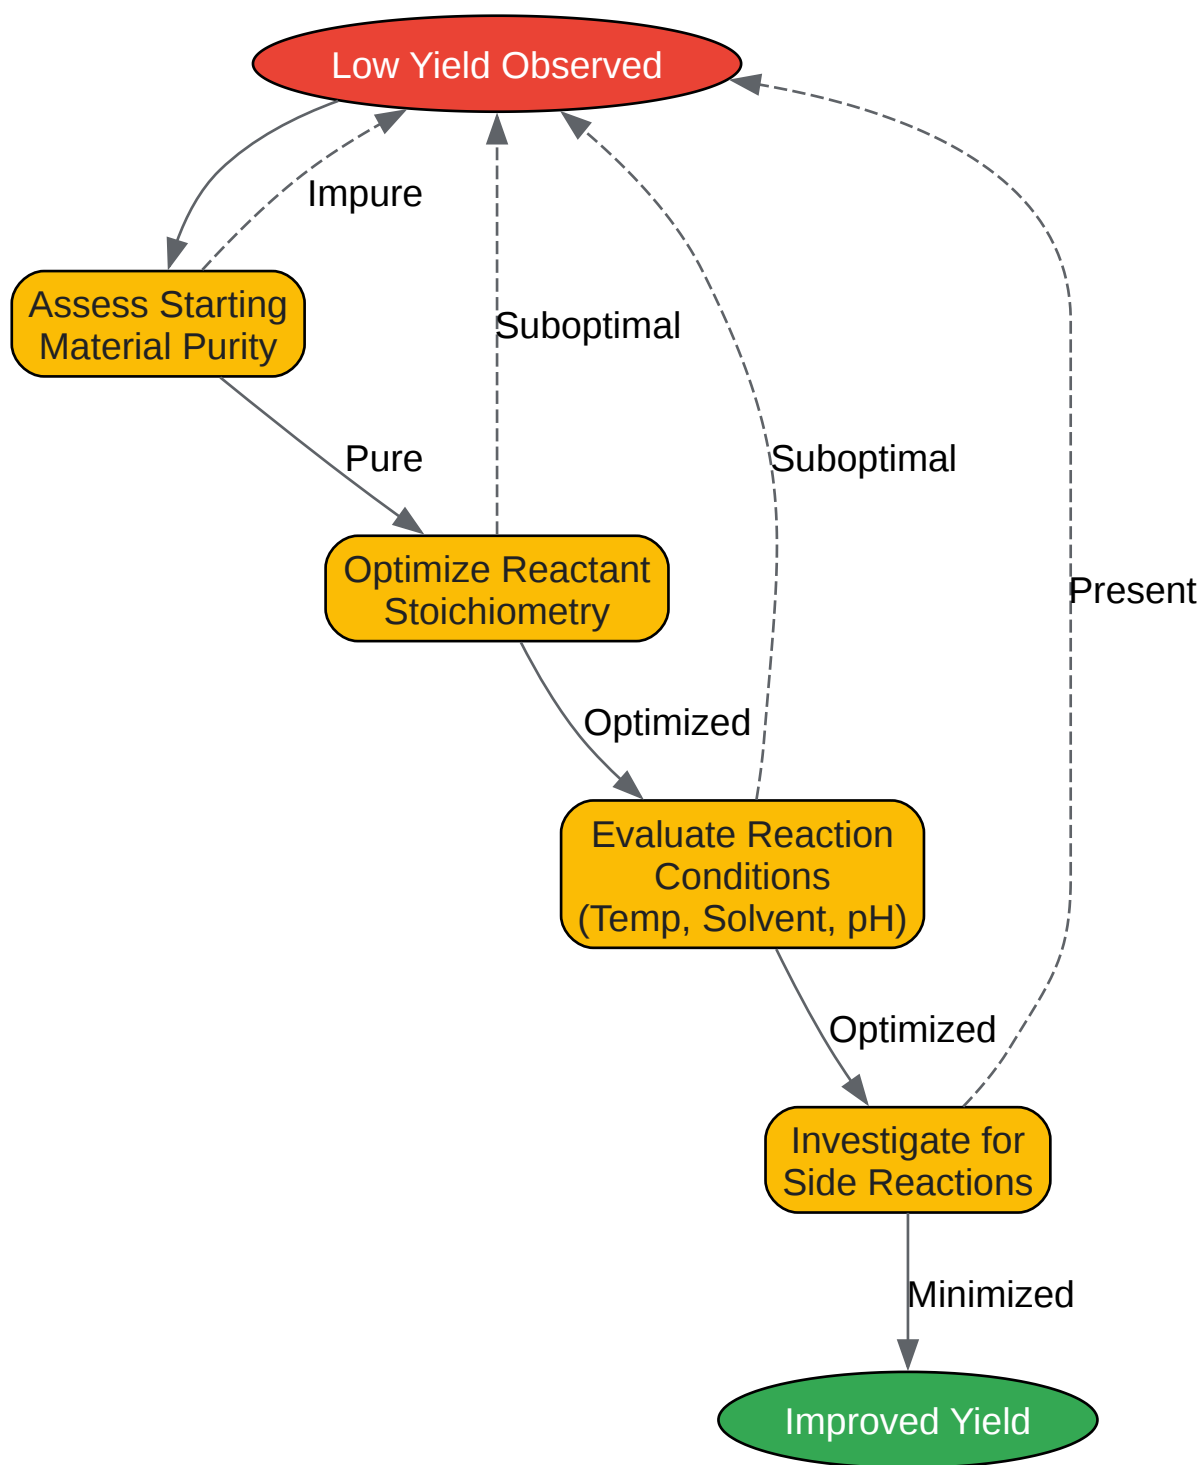 Low Yield Observed
Impure
Assess Starting
Material Purity
Suboptimal
Pure
Suboptimal
Optimize Reactant
Stoichiometry
Present
Optimized
Evaluate Reaction
Conditions
(Temp, Solvent, pH)
Optimized
Investigate for
Side Reactions
Minimized
Improved Yield